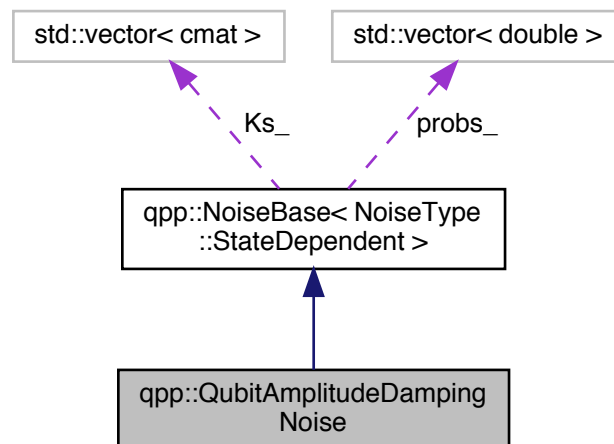 std::vector< cmat >
std::vector< double >
Ks_
probs_
qpp::NoiseBase< NoiseType
::StateDependent >
qpp::QubitAmplitudeDamping
Noise